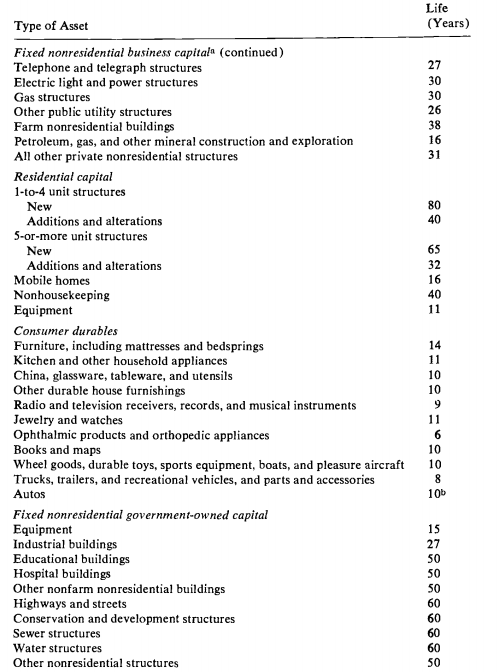 Life
Type of Asset (Years)
Fixed nonresidential business capitalᵃ (continued)
Telephone and telegraph structures 27
Electric light and power structures 30
Gas structures 30
Other public utility structures 26
Farm nonresidential buildings 38
Petroleum, gas, and other mineral construction and exploration 16
All other private nonresidential structures 31
Residential capital
1-to-4 unit structures
New 80
Additions and alterations 40
5-or-more unit structures
New 65
Additions and alterations 32
Mobile homes 16
Nonhousekeeping 40
Equipment 11
Consumer durables
Furniture, including mattresses and bedsprings 14
Kitchen and other household appliances 11
China, glassware, tableware, and utensils 10
Other durable house furnishings 10
Radio and television receivers, records, and musical instruments 9
Jewelry and watches 11
Ophthalmic products and orthopedic appliances 6
Books and maps 10
Wheel goods, durable toys, sports equipment, boats, and pleasure aircraft 10
Trucks, trailers, and recreational vehicles, and parts and accessories 8
Autos 10ᵇ
Fixed nonresidential government-owned capital
Equipment 15
Industrial buildings 27
Educational buildings 50
Hospital buildings 50
Other nonfarm nonresidential buildings 50
Highways and streets 60
Conservation and development structures 60
Sewer structures 60
Water structures 60
Other nonresidential structures 50